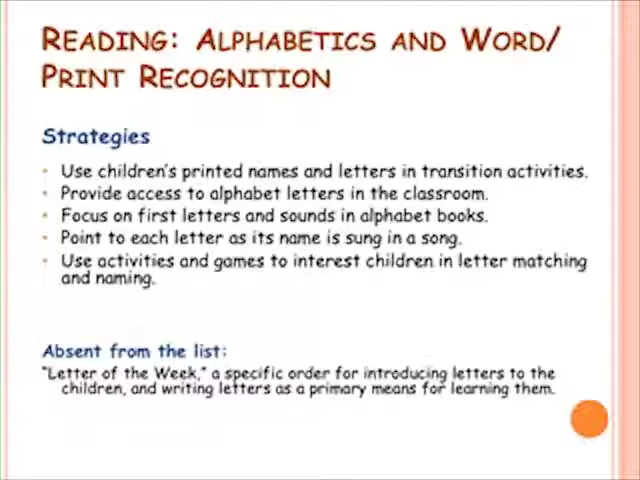 Reading: Alphabetics and Word/
Print Recognition
Strategies
• Use children's printed names and letters in transition activities.
• Provide access to alphabet letters in the classroom.
• Focus on first letters and sounds in alphabet books.
• Point to each letter as its name is sung in a song.
• Use activities and games to interest children in letter matching
and naming.
Absent from the list:
"Letter of the Week," a specific order for introducing letters to the
children, and writing letters as a primary means for learning them.